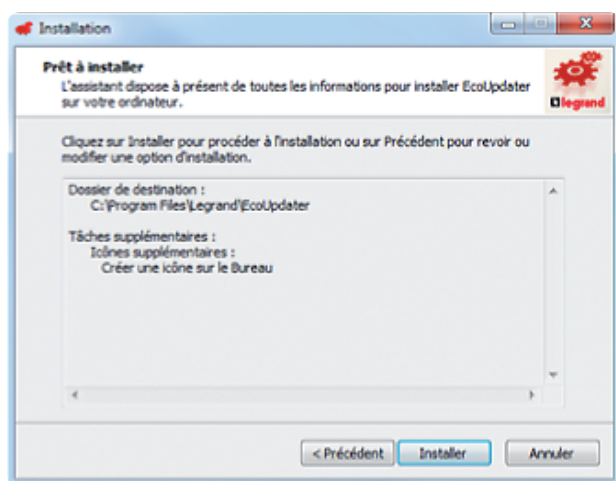 Installation
Prêt à installer
L'assistant dispose à présent de toutes les informations pour installer EcoUpdater
sur votre ordinateur.
legrand
Cliquez sur Installer pour procéder à l'installation ou sur Précédent pour revoir ou
modifier une option d'installation.
Dossier de destination :
C:\Program Files\Legrand\EcoUpdater
Tâches supplémentaires :
Icônes supplémentaires :
Créer une icône sur le Bureau
< Précédent
Installer
Annuler